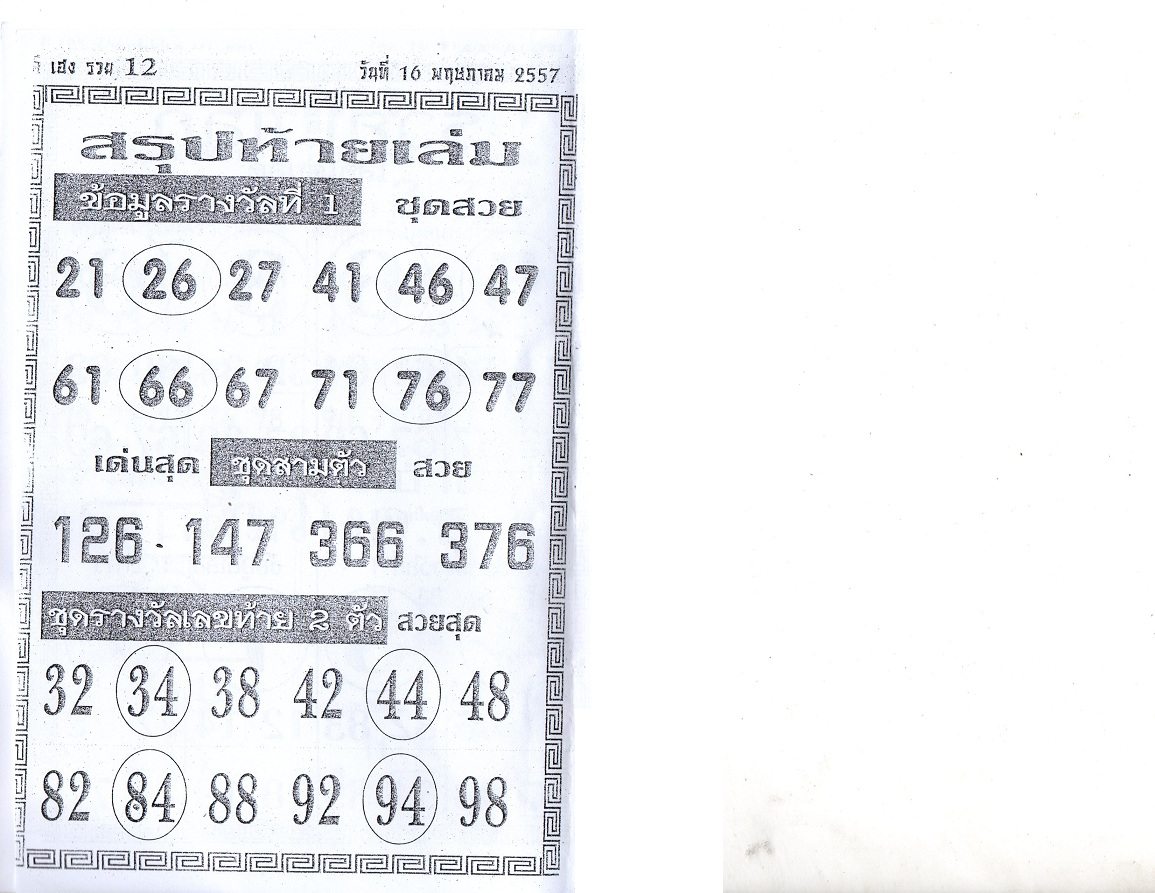 เฮง รวย 12 วันที่ 16 พฤษภาคม 2557
สรุปท้ายเล่ม
ข้อมูลรางวัลที่ 1 ชุดสวย
21 26 27 41 46 47
61 66 67 71 76 77
เด่นสุด ชุดสามตัว สวย
126 147 366 376
ชุดรางวัลเลขท้าย 2 ตัว สวยสุด
32 34 38 42 44 48
82 84 88 92 94 98